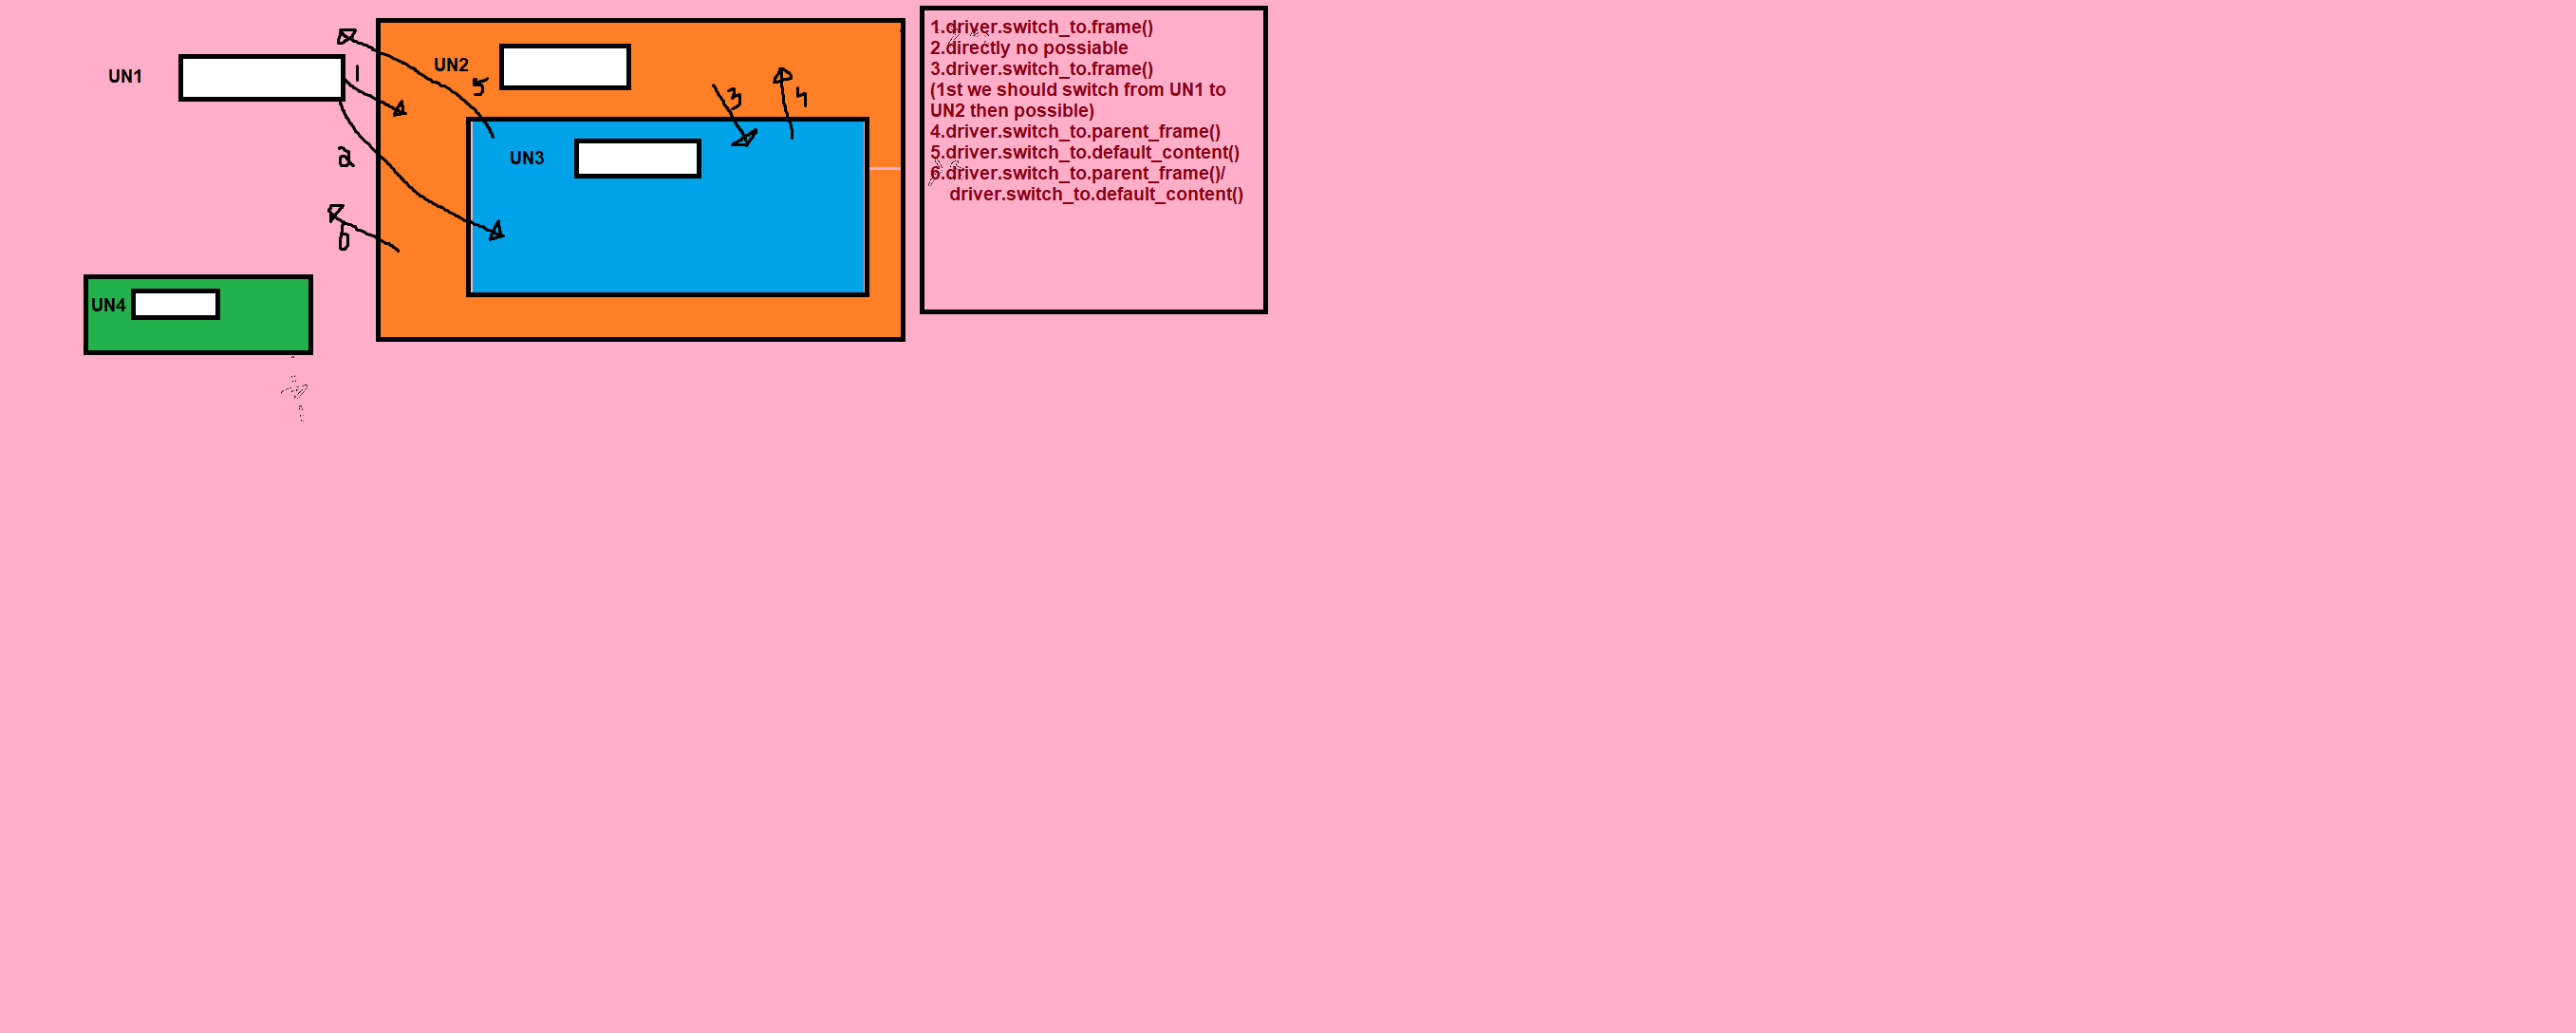 UN1
1
UN2
5
3
4
2
UN3
6
UN4
1.driver.switch_to.frame()
2.directly no possiable
3.driver.switch_to.frame()
(1st we should switch from UN1 to
UN2 then possible)
4.driver.switch_to.parent_frame()
5.driver.switch_to.default_content()
6.driver.switch_to.parent_frame()/
driver.switch_to.default_content()